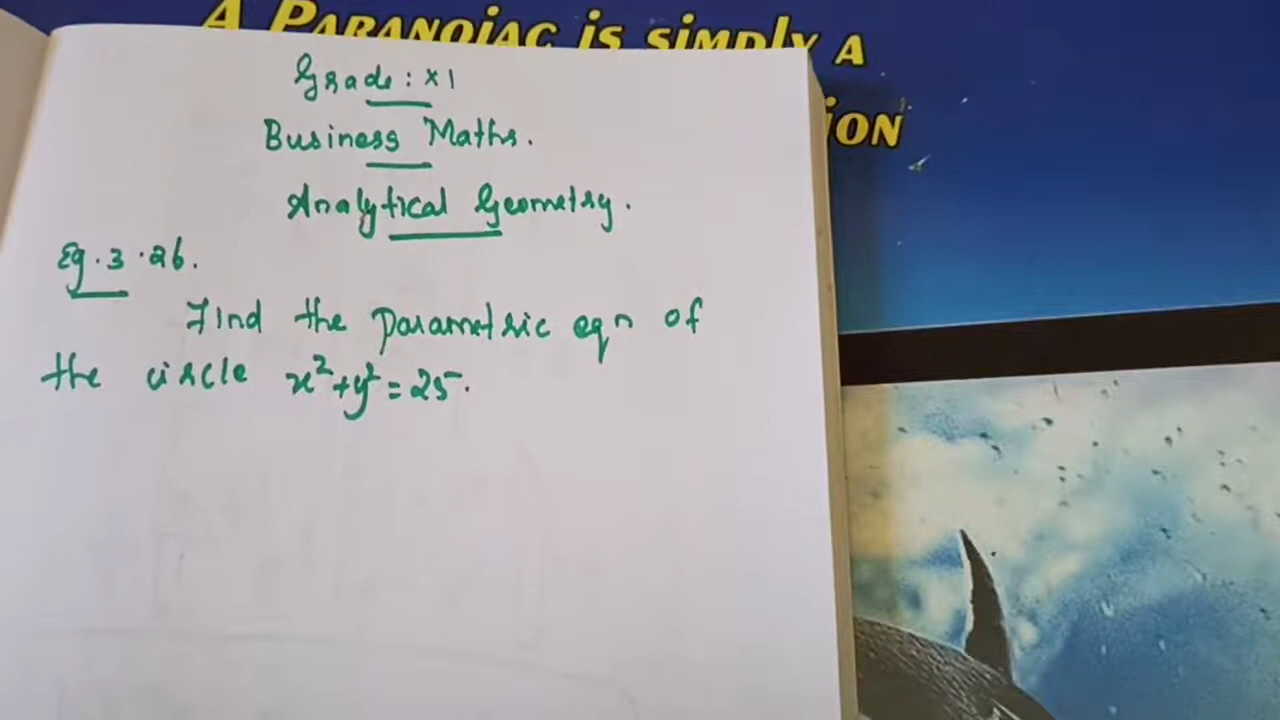 A PARANOiAC iS SiMPLY A
iON
Grade: XI
Business Maths.
Analytical Geometry.
Eg. 3.26.
Find the parametric eqn of
the circle x²+y²=25.